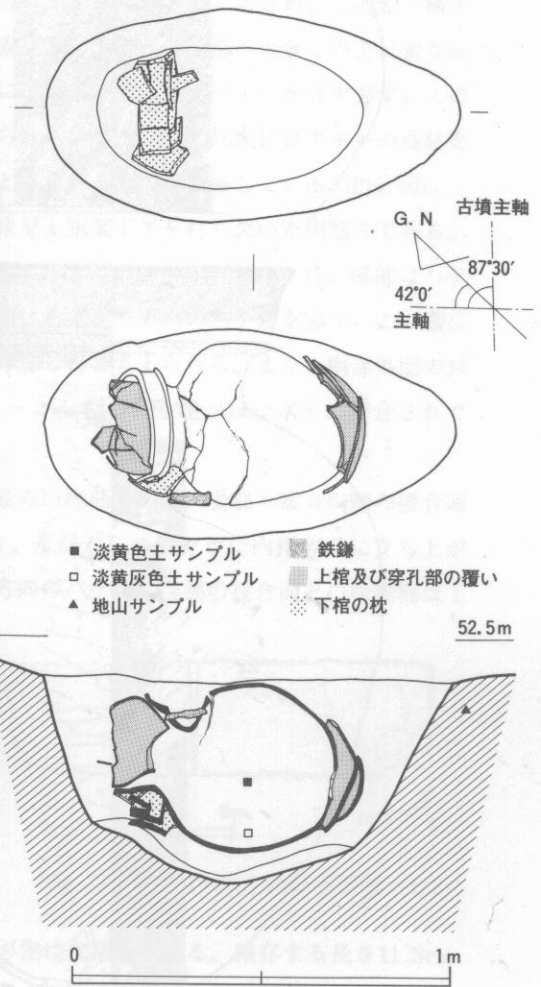 古墳主軸
G. N
87°30′
42°0′
主軸
■ 淡黄色土サンプル
□ 淡黄灰色土サンプル
▲ 地山サンプル
鉄鎌
上棺及び穿孔部の覆い
下棺の枕
52.5m
0 1m